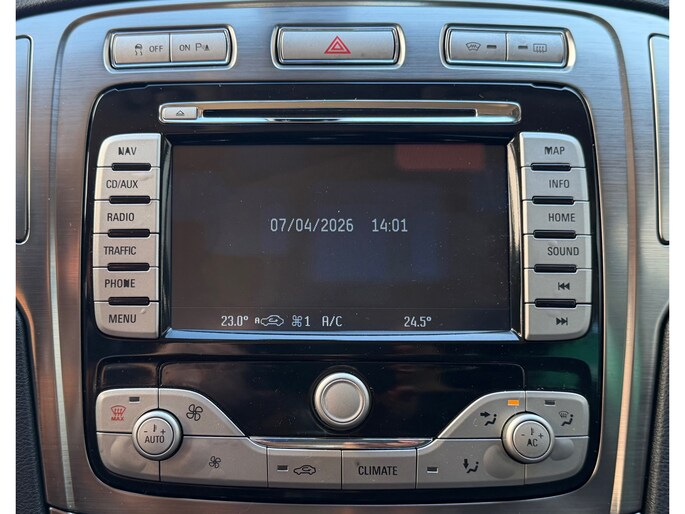 OFF ON P
NAV
CD/AUX
RADIO
TRAFFIC
PHONE
MENU
07/04/2026 14:01
23.0° A 1 A/C 24.5°
MAP
INFO
HOME
SOUND
MAX
- +
AUTO
CLIMATE
- +
AC